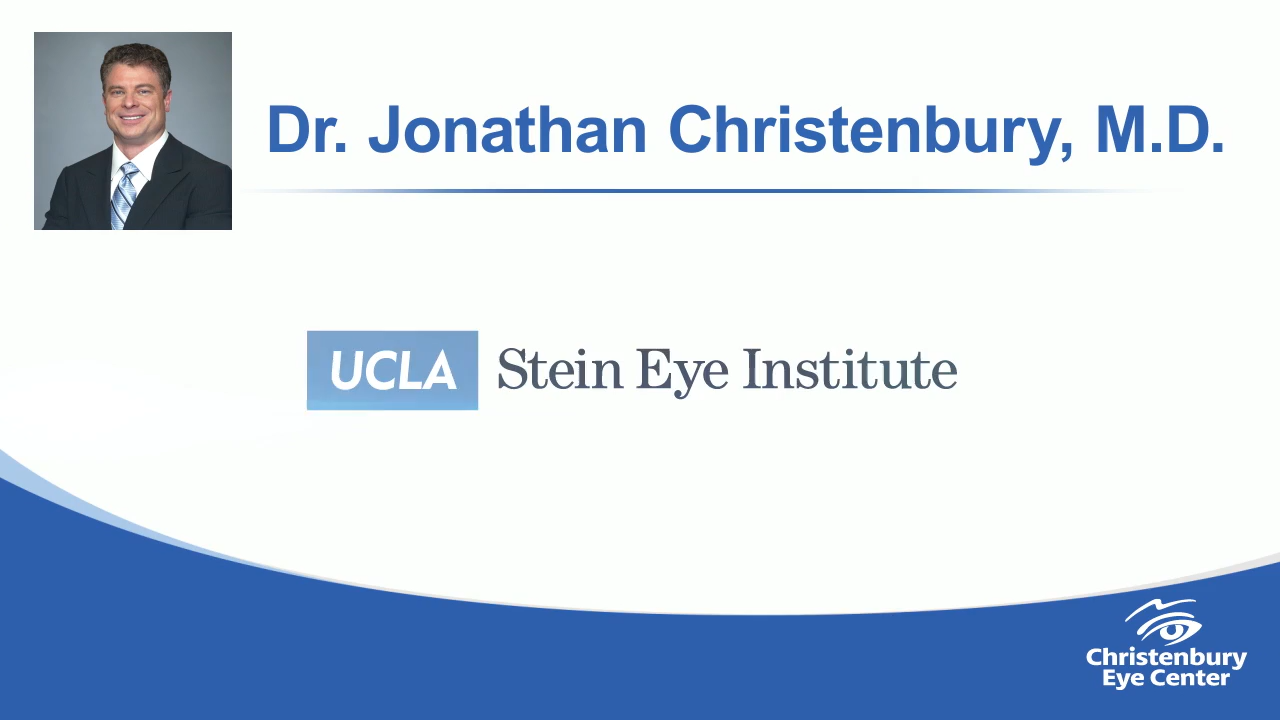 Dr. Jonathan Christenbury, M.D.
UCLA Stein Eye Institute
Christenbury
Eye Center